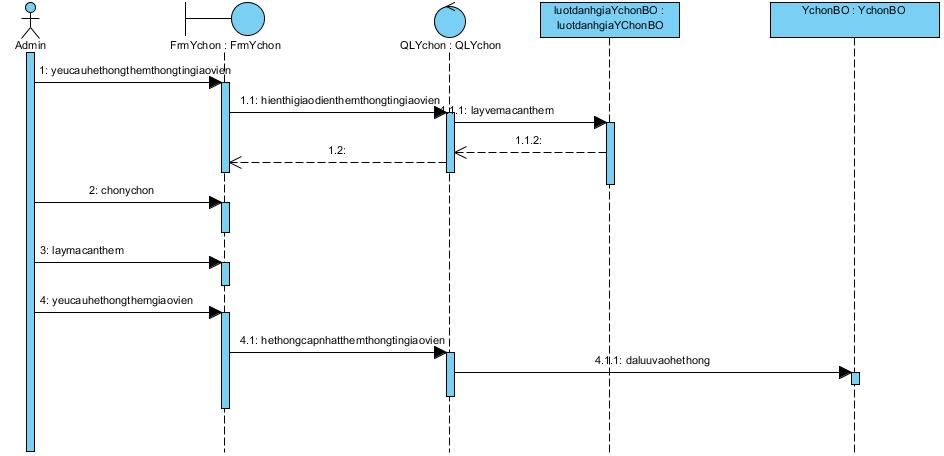 luotdanhgiaYChonBO :
luotdanhgiaYChonBO
YchonBO : YchonBO
Admin
FrmYchon : FrmYchon
QLYchon : QLYchon
1: yeucauhethongthemthongtingiaovien
1.1: hienthigiaodienthemthongtingiaovien
1.1.1: layvemacanthem
1.1.2:
1.2:
2: chonychon
3: laymacanthem
4: yeucauhethongthemgiaovien
4.1: hethongcapnhatthemthongtingiaovien
4.1.1: daluuvaohethong